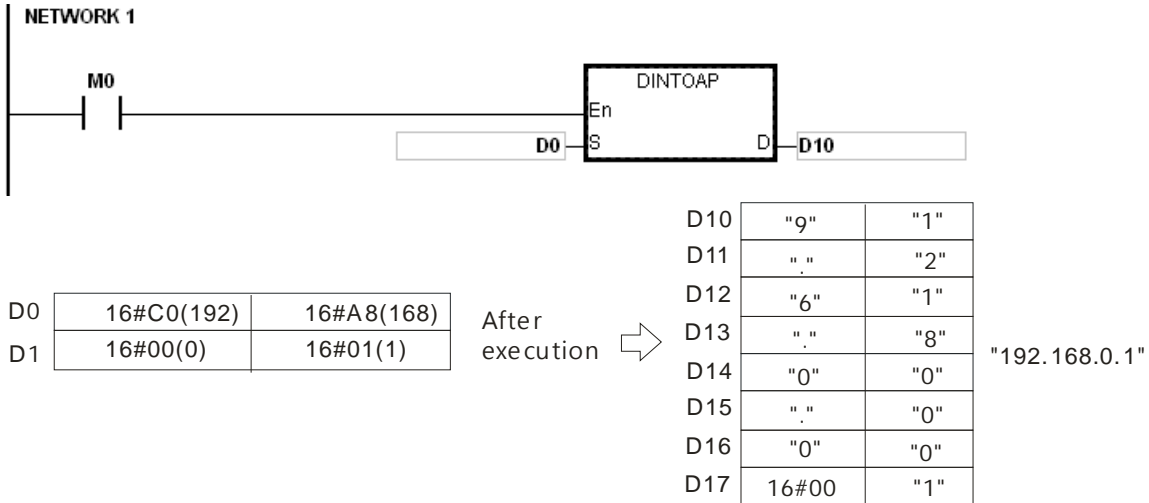 NETWORK 1
M0
DINTOAP
En
D0 S D D10
D0 16#C0(192) 16#A8(168)
D1 16#00(0) 16#01(1)
After
execution
D10 "9" "1"
D11 "." "2"
D12 "6" "1"
D13 "." "8"
D14 "0" "0"
D15 "." "0"
D16 "0" "0"
D17 16#00 "1"
"192.168.0.1"